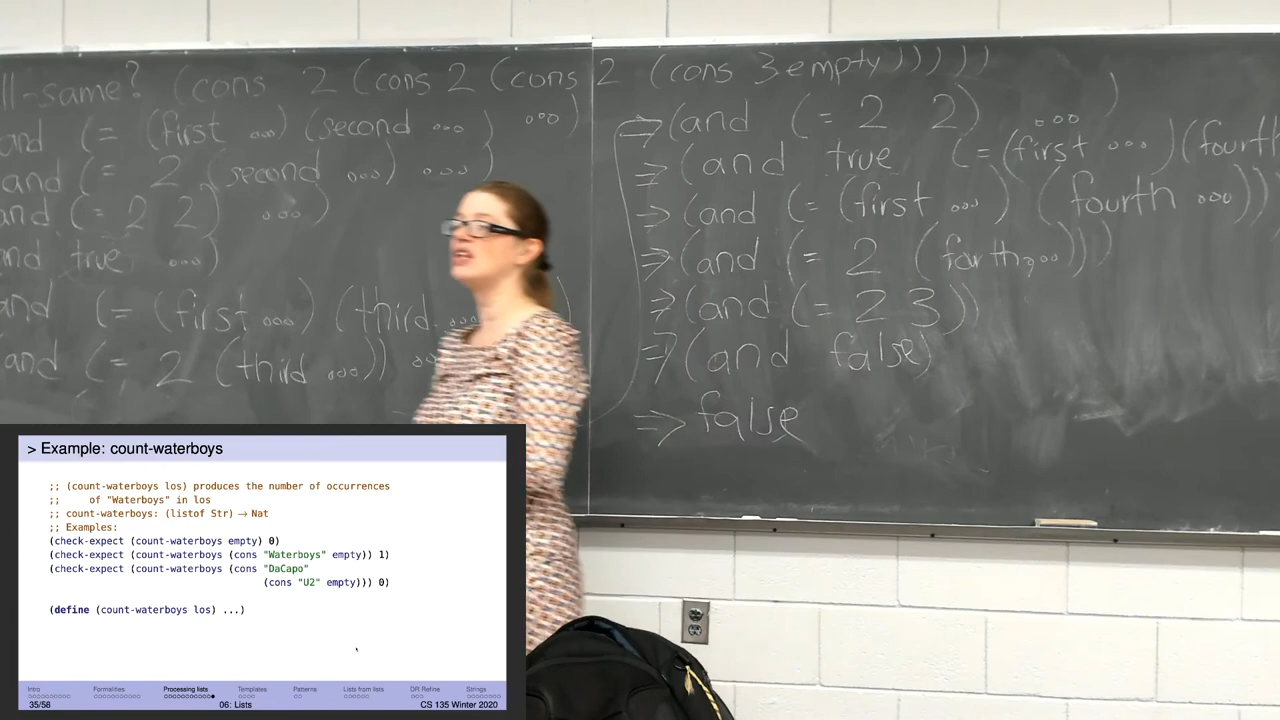 ll-same? (cons 2 (cons 2 (cons 2 (cons 3 empty)))))
and (= (first ...) (second ...) ...)
and (= 2 (second ...) ...)
and (= 2 2) ...)
and true ...)
and (= (first ...) (third ...
and (= 2 (third ...))
⇒(and (= 2 2) ...)
⇒(and true (=(first ...)(fourth
⇒(and (= (first ...) (fourth ...)))
⇒(and (= 2 (forth...)))
⇒(and (= 2 3))
⇒(and false)
⇒ false
> Example: count-waterboys
;; (count-waterboys los) produces the number of occurrences
;; of "Waterboys" in los
;; count-waterboys: (listof Str) → Nat
;; Examples:
(check-expect (count-waterboys empty) 0)
(check-expect (count-waterboys (cons "Waterboys" empty)) 1)
(check-expect (count-waterboys (cons "DaCapo"
(cons "U2" empty))) 0)
(define (count-waterboys los) ...)
Intro Formalities Processing lists Templates Patterns Lists from lists DR Refine Strings
35/58 06: Lists CS 135 Winter 2020